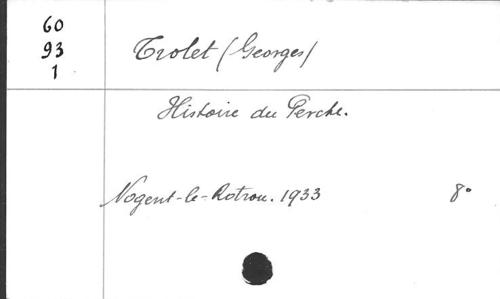 60
93
1
Trolet (Georges)
Histoire du Perche.
Nogent-le-Rotrou. 1933 8°